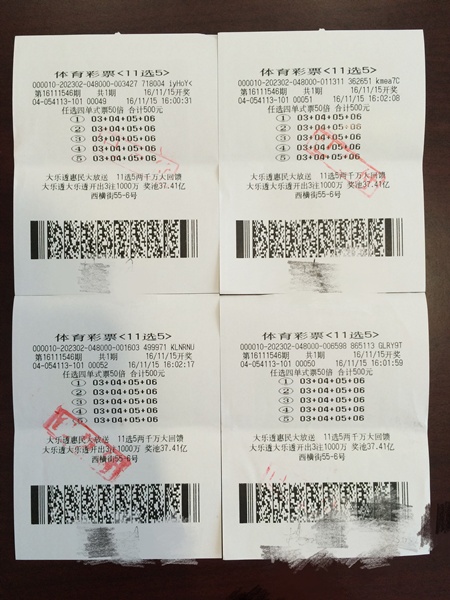 体育彩票<11选5>
000010-202302-048000-003427 718004 iyHoY<
第16111546期 共1期 16/11/15开奖
04-054113-101 00049 16/11/15 16:00:31
任选四单式票50倍 合计500元
① 03+04+05+06
② 03+04+05+06
③ 03+04+05+06
④ 03+04+05+06
⑤ 03+04+05+06
大乐透惠民大放送 11选5两千万大回馈
大乐透大乐透开出3注1000万 奖池37.41亿
西横街55-6号
体育彩票<11选5>
000010-202302-048000-011311 362651 kmea7C
第16111546期 共1期 16/11/15开奖
04-054113-101 00051 16/11/15 16:02:08
任选四单式票50倍 合计500元
① 03+04+05+06
② 03+04+05+06
③ 03+04+05+06
④ 03+04+05+06
⑤ 03+04+05+06
大乐透惠民大放送 11选5两千万大回馈
大乐透大乐透开出3注1000万 奖池37.41亿
西横街55-6号
体育彩票<11选5>
000010-202302-048000-001603 499971 KLNRNU
第16111546期 共1期 16/11/15开奖
04-054113-101 00052 16/11/15 16:02:17
任选四单式票50倍 合计500元
① 03+04+05+06
② 03+04+05+06
③ 03+04+05+06
④ 03+04+05+06
⑤ 03+04+05+06
大乐透惠民大放送 11选5两千万大回馈
大乐透大乐透开出3注1000万 奖池37.41亿
西横街55-6号
体育彩票<11选5>
000010-202302-048000-006598 865113 GLRY9T
第16111546期 共1期 16/11/15开奖
04-054113-101 00050 16/11/15 16:01:59
任选四单式票50倍 合计500元
① 03+04+05+06
② 03+04+05+06
③ 03+04+05+06
④ 03+04+05+06
⑤ 03+04+05+06
大乐透惠民大放送 11选5两千万大回馈
大乐透大乐透开出3注1000万 奖池37.41亿
西横街55-6号